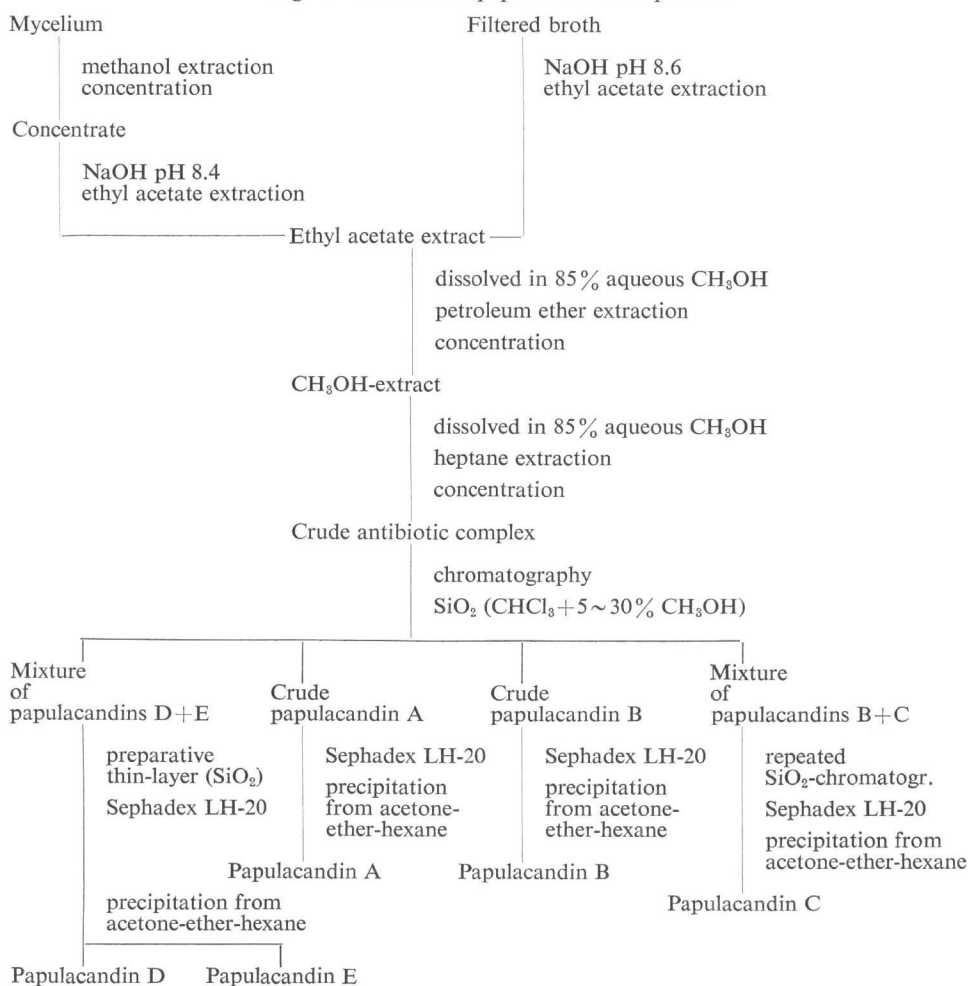 Mycelium
Filtered broth
methanol extraction
concentration
NaOH pH 8.6
ethyl acetate extraction
Concentrate
NaOH pH 8.4
ethyl acetate extraction
Ethyl acetate extract
dissolved in 85% aqueous CH₃OH
petroleum ether extraction
concentration
CH₃OH-extract
dissolved in 85% aqueous CH₃OH
heptane extraction
concentration
Crude antibiotic complex
chromatography
SiO₂ (CHCl₃+5~30% CH₃OH)
Mixture
of
papulacandins D+E
Crude
papulacandin A
Crude
papulacandin B
Mixture
of
papulacandins B+C
preparative
thin-layer (SiO₂)
Sephadex LH-20
Sephadex LH-20
precipitation
from acetone-
ether-hexane
Sephadex LH-20
precipitation
from acetone-
ether-hexane
repeated
SiO₂-chromatogr.
Sephadex LH-20
precipitation from
acetone-ether-hexane
Papulacandin A
Papulacandin B
precipitation from
acetone-ether-hexane
Papulacandin C
Papulacandin D
Papulacandin E